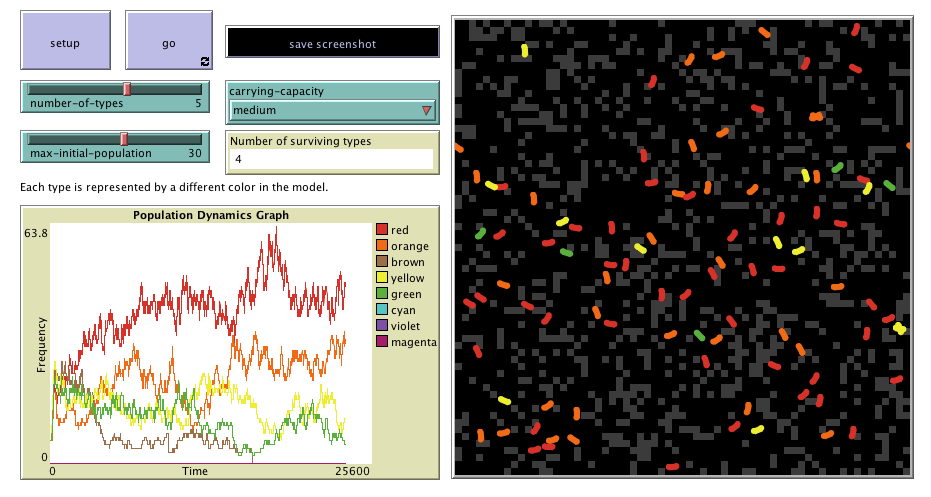 setup
go
save screenshot
number-of-types 5
carrying-capacity
medium
max-initial-population 30
Number of surviving types
4
Each type is represented by a different color in the model.
Population Dynamics Graph
63.8
Frequency
0
0 Time 25600
red
orange
brown
yellow
green
cyan
violet
magenta